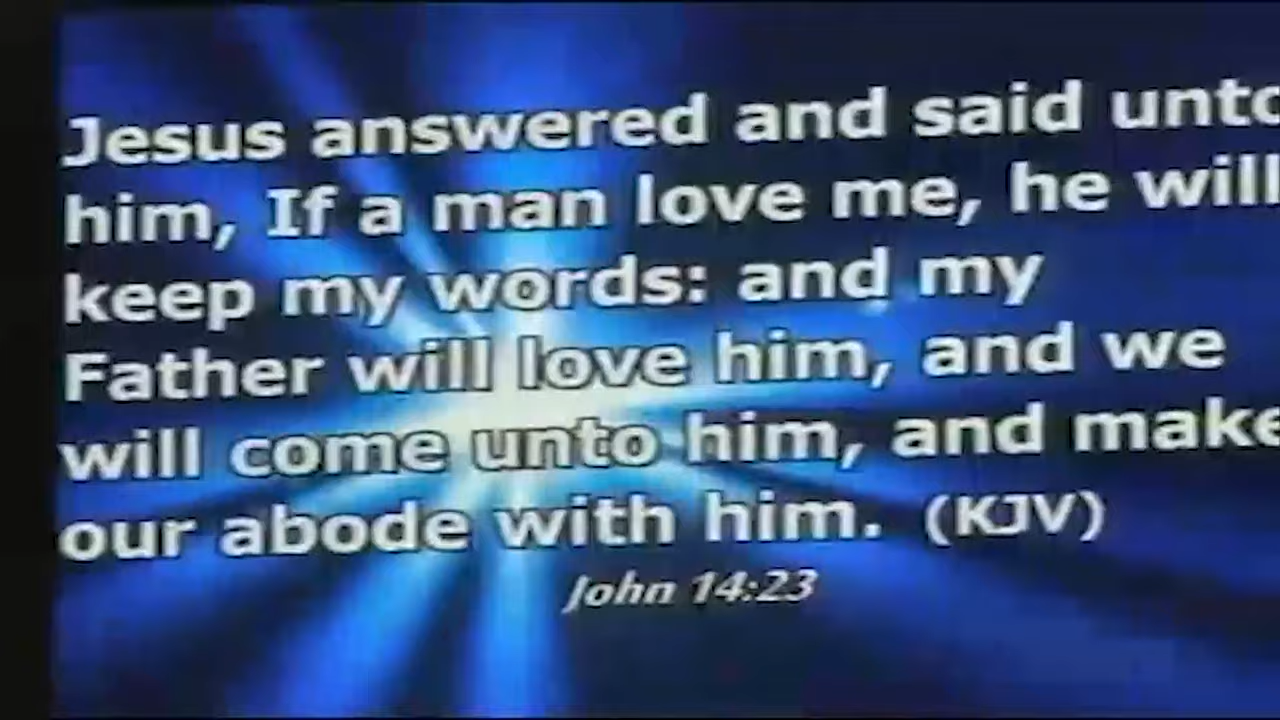 Jesus answered and said unto
him, If a man love me, he will
keep my words: and my
Father will love him, and we
will come unto him, and make
our abode with him. (KJV)
John 14:23